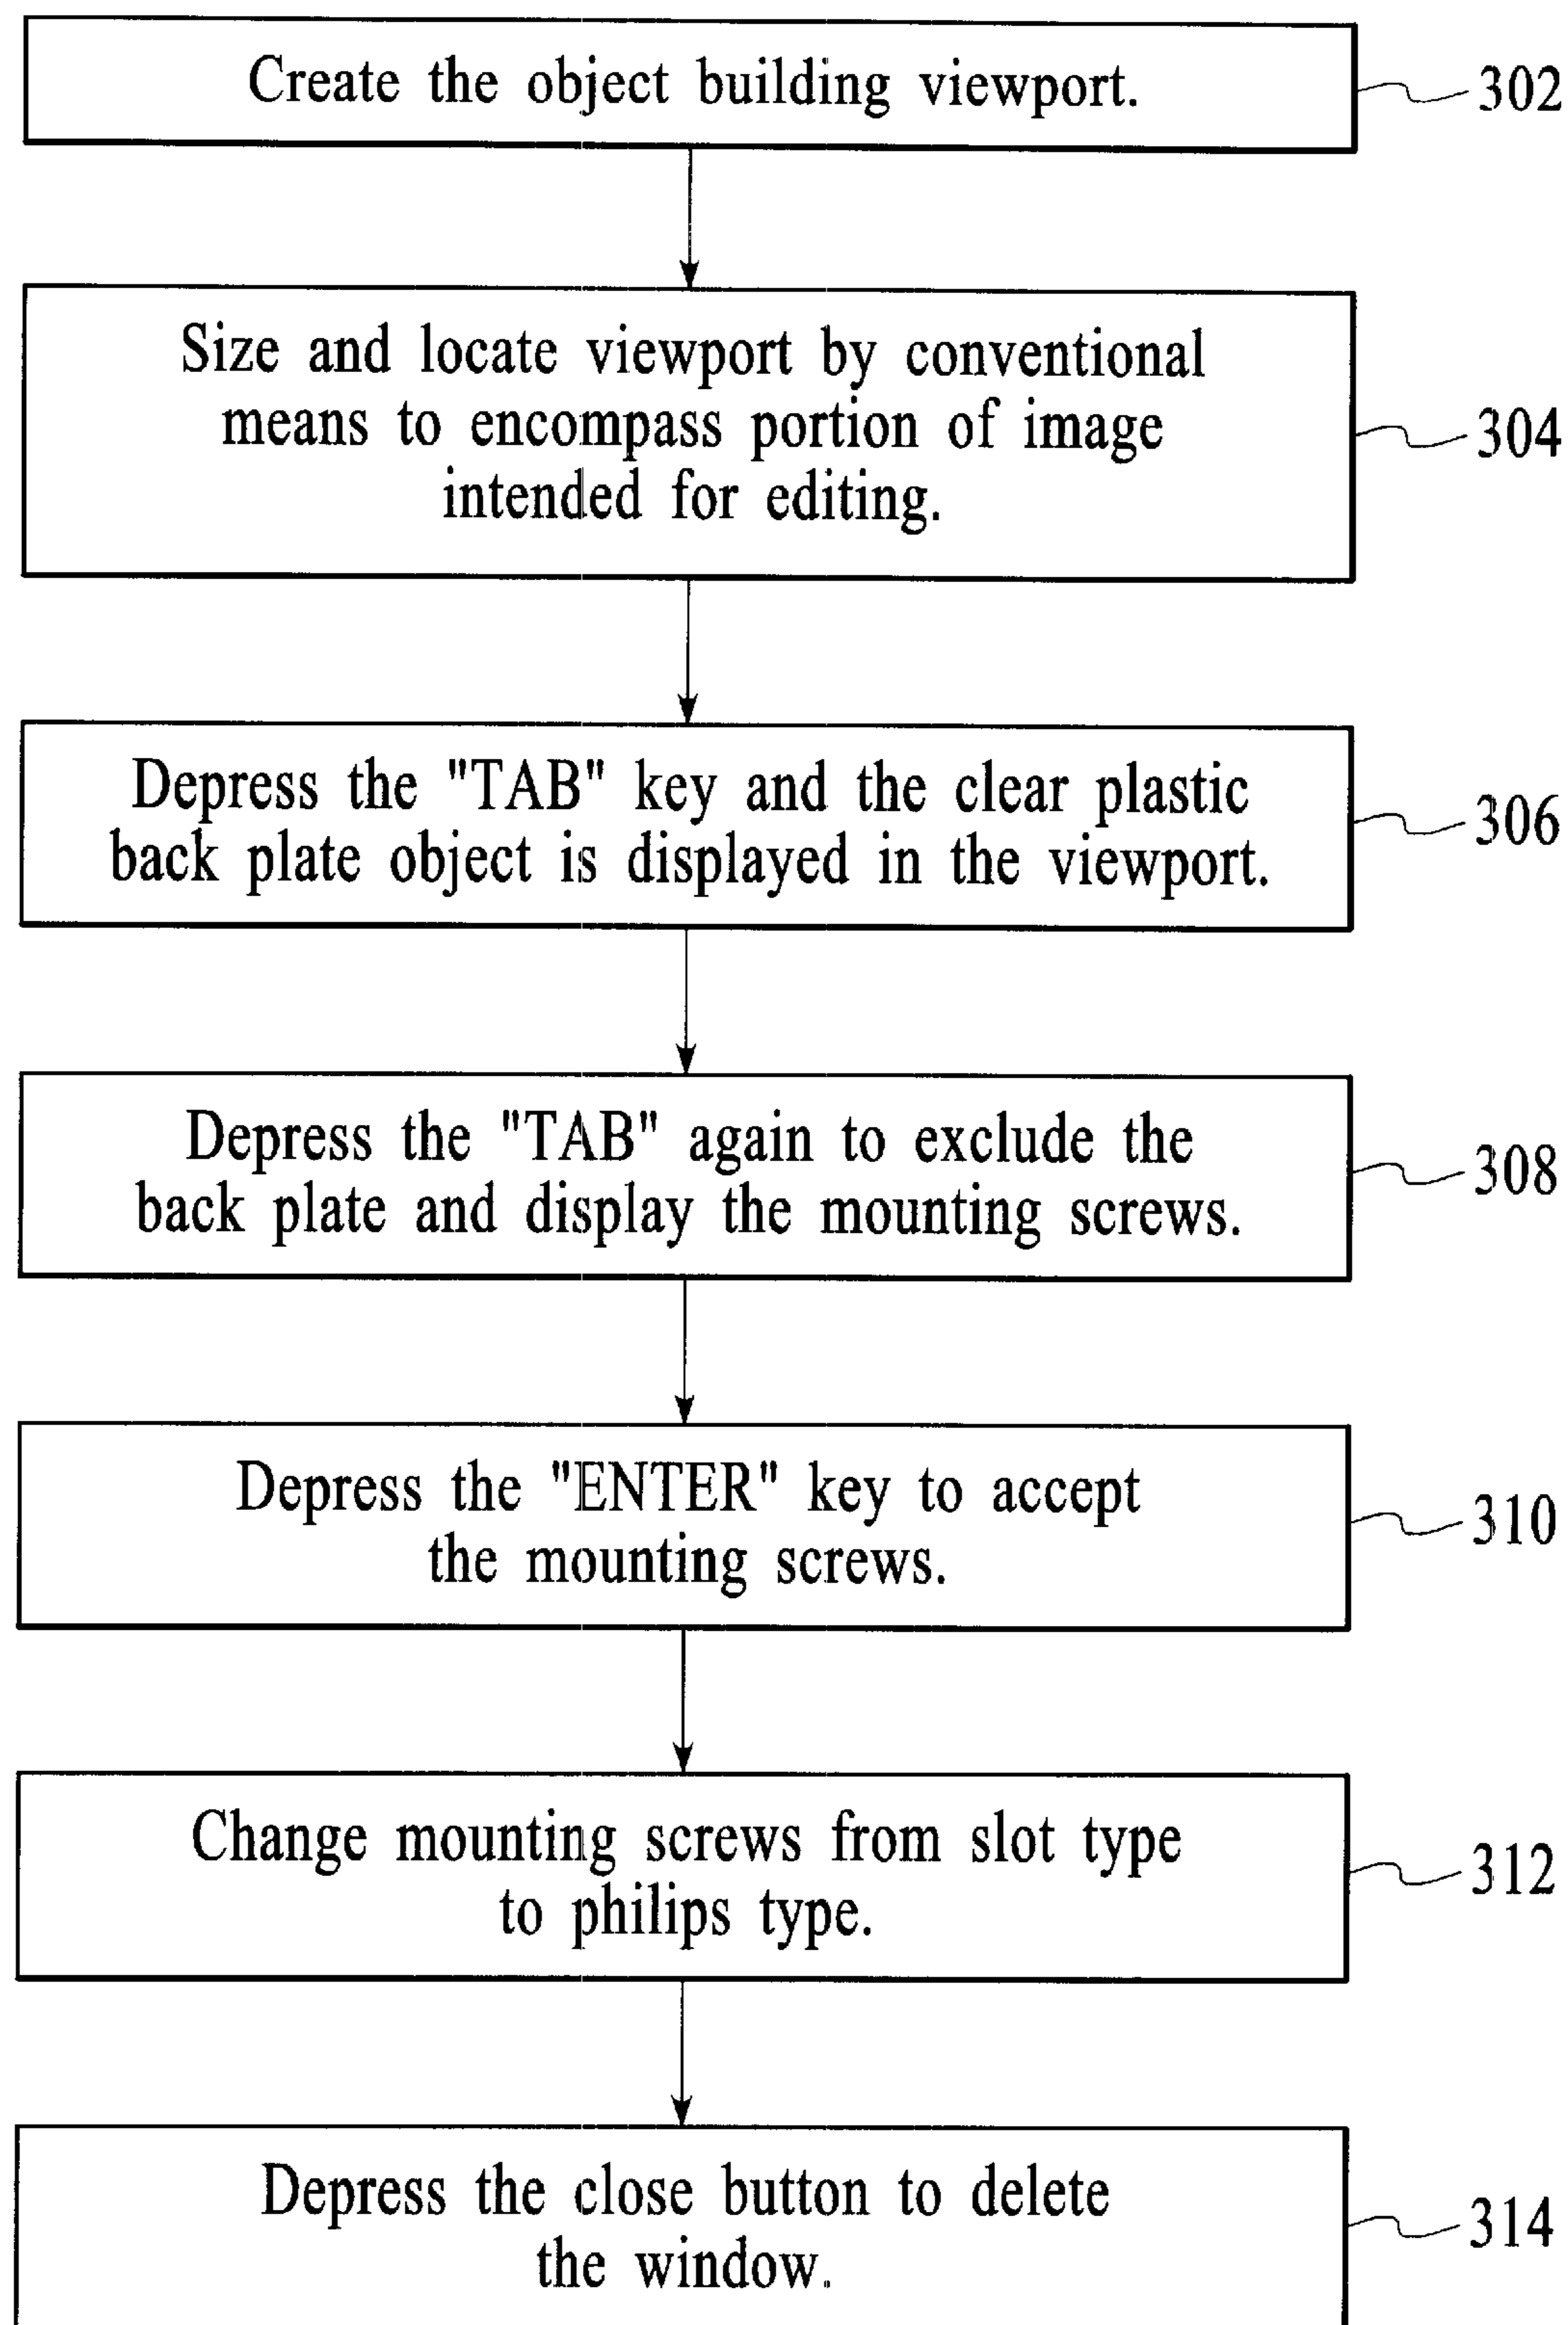 Create the object building viewport.
302
Size and locate viewport by conventional
means to encompass portion of image
intended for editing.
304
Depress the "TAB" key and the clear plastic
back plate object is displayed in the viewport.
306
Depress the "TAB" again to exclude the
back plate and display the mounting screws.
308
Depress the "ENTER" key to accept
the mounting screws.
310
Change mounting screws from slot type
to philips type.
312
Depress the close button to delete
the window.
314